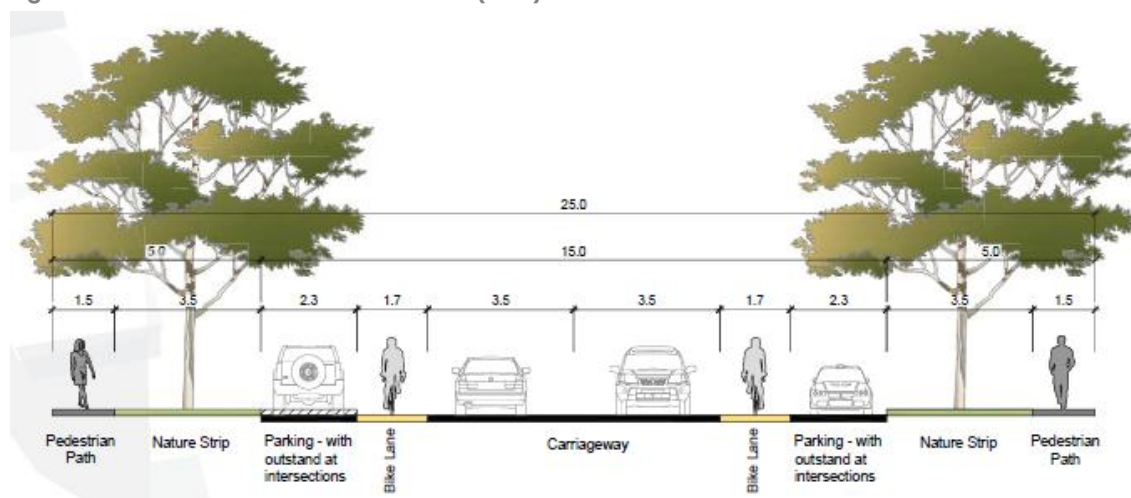 25.0
5.0 15.0 5.0
1.5 3.5 2.3 1.7 3.5 3.5 1.7 2.3 3.5 1.5
Pedestrian
Path
Nature Strip
Parking - with
outstand at
intersections
Bike Lane
Carriageway
Bike Lane
Parking - with
outstand at
intersections
Nature Strip
Pedestrian
Path